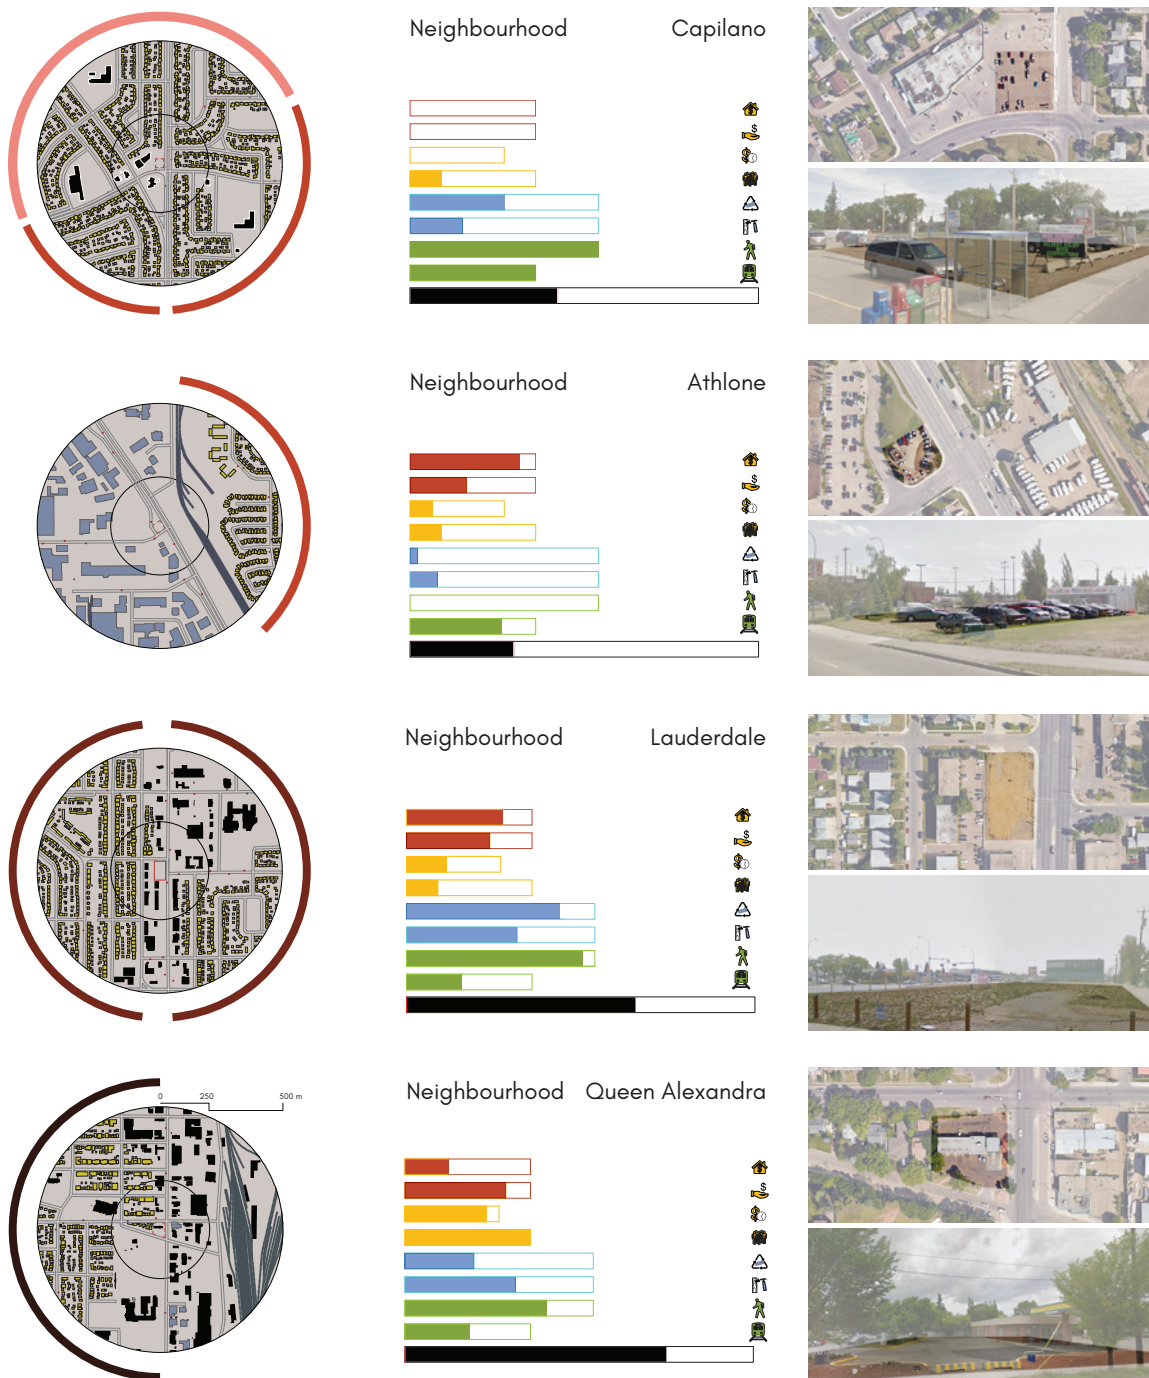 Neighbourhood Capilano
$
Neighbourhood Athlone
$
Neighbourhood Lauderdale
$
Neighbourhood Queen Alexandra
0 250 500 m
$